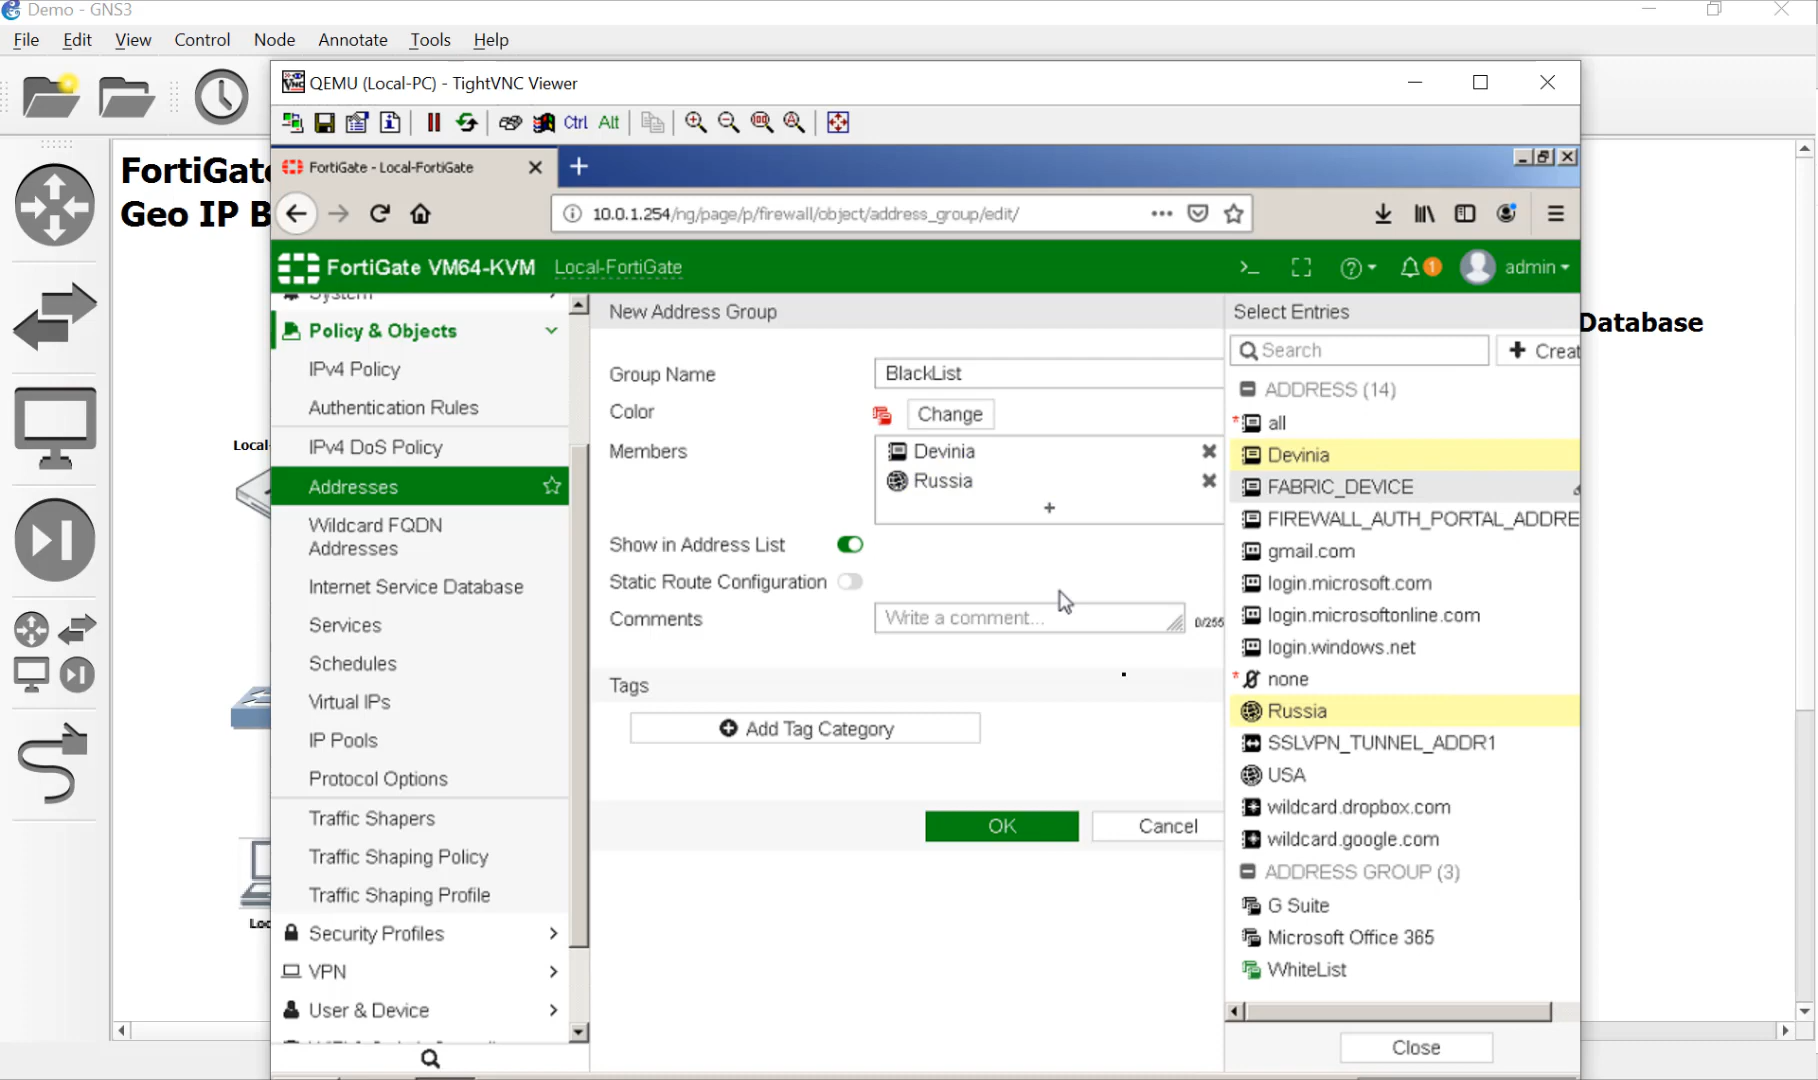 Demo - GNS3
File Edit View Control Node Annotate Tools Help
FortiGate
Geo IP B
Database
Local-
QEMU (Local-PC) - TightVNC Viewer
Ctrl Alt
FortiGate - Local-FortiGate
10.0.1.254/ng/page/p/firewall/object/address_group/edit/
FortiGate VM64-KVM Local-FortiGate
1 admin
System
Policy & Objects
IPv4 Policy
Authentication Rules
IPv4 DoS Policy
Addresses
Wildcard FQDN
Addresses
Internet Service Database
Services
Schedules
Virtual IPs
IP Pools
Protocol Options
Traffic Shapers
Traffic Shaping Policy
Traffic Shaping Profile
Security Profiles
VPN
User & Device
New Address Group
Group Name BlackList
Color Change
Members Devinia
Russia
+
Show in Address List
Static Route Configuration
Comments Write a comment... 0/255
Tags
Add Tag Category
OK Cancel
Select Entries
Search + Creat
ADDRESS (14)
all
Devinia
FABRIC_DEVICE
FIREWALL_AUTH_PORTAL_ADDRE
gmail.com
login.microsoft.com
login.microsoftonline.com
login.windows.net
none
Russia
SSLVPN_TUNNEL_ADDR1
USA
wildcard.dropbox.com
wildcard.google.com
ADDRESS GROUP (3)
G Suite
Microsoft Office 365
WhiteList
Close
Loc